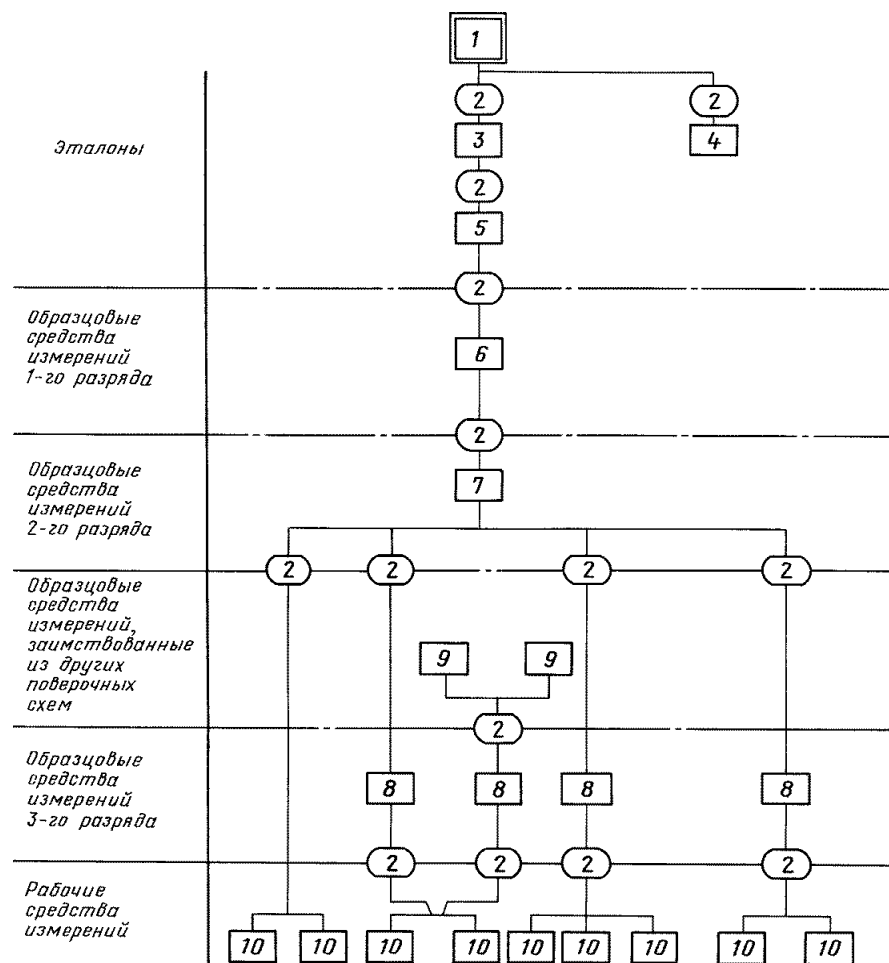 1
2
2
Эталоны
3
4
2
5
2
Образцовые
средства
измерений
1-го разряда
6
2
Образцовые
средства
измерений
2-го разряда
7
2
2
2
2
Образцовые
средства
измерений,
заимствованные
из других
поверочных
схем
9
9
2
Образцовые
средства
измерений
3-го разряда
8
8
8
8
2
2
2
2
Рабочие
средства
измерений
10
10
10
10
10
10
10
10
10